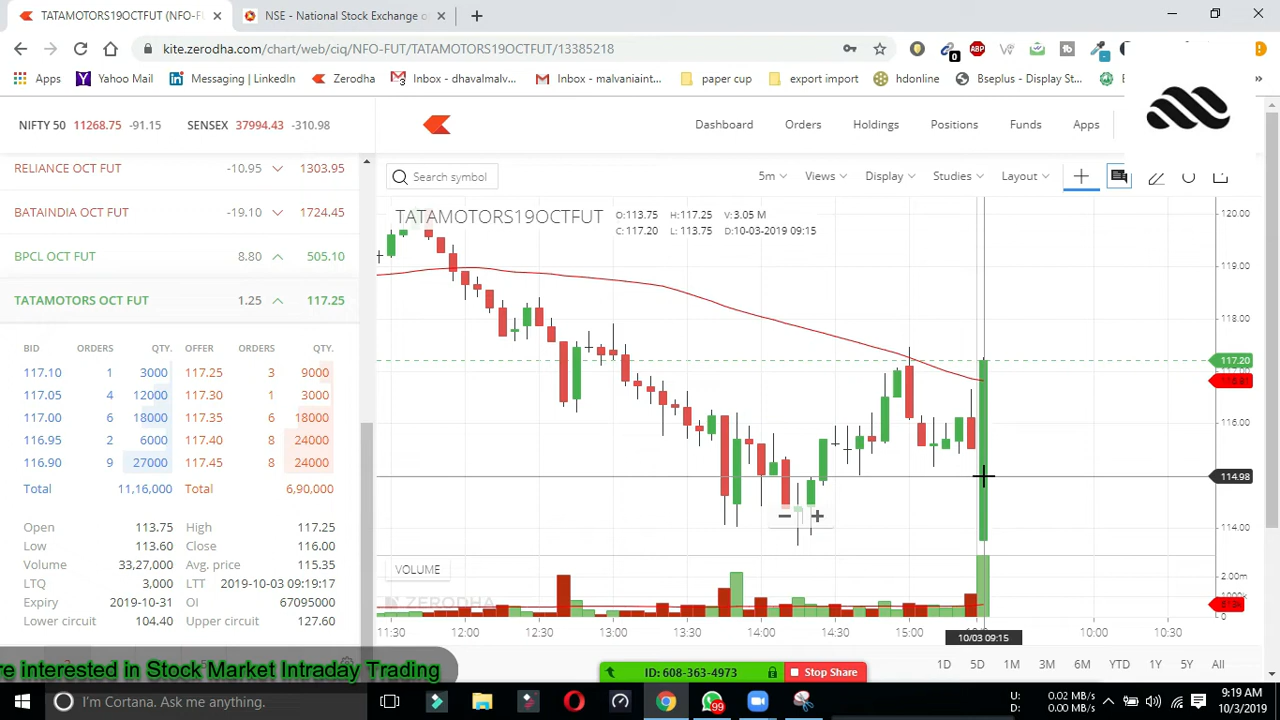 TATAMOTORS19OCTFUT (NFO-FU
NSE - National Stock Exchange o
kite.zerodha.com/chart/web/ciq/NFO-FUT/TATAMOTORS19OCTFUT/13385218
0
ABP
Apps
Yahoo Mail
Messaging | LinkedIn
Zerodha
Inbox - dhavalmalv...
Inbox - malvaniaint...
paper cup
export import
hdonline
Bseplus - Display St...
NIFTY 50 11268.75 -91.15 SENSEX 37994.43 -310.98
Dashboard Orders Holdings Positions Funds Apps
RELIANCE OCT FUT -10.95 1303.95
BATAINDIA OCT FUT -19.10 1724.45
BPCL OCT FUT 8.80 505.10
TATAMOTORS OCT FUT 1.25 117.25
BID ORDERS QTY. OFFER ORDERS QTY.
117.10 1 3000 117.25 3 9000
117.05 4 12000 117.30 1 3000
117.00 6 18000 117.35 6 18000
116.95 2 6000 117.40 8 24000
116.90 9 27000 117.45 8 24000
Total 11,16,000 Total 6,90,000
Open 113.75 High 117.25
Low 113.60 Close 116.00
Volume 33,27,000 Avg. price 115.35
LTQ 3,000 LTT 2019-10-03 09:19:17
Expiry 2019-10-31 OI 67095000
Lower circuit 104.40 Upper circuit 127.60
Search symbol
5m Views Display Studies Layout
TATAMOTORS19OCTFUT
O:113.75 H:117.25 V:3.05 M
C:117.20 L: 113.75 D:10-03-2019 09:15
120.00
119.00
118.00
117.20
116.00
114.98
114.00
VOLUME
ZERODHA
2.00m
1000k
0
11:30 12:00 12:30 13:00 13:30 14:00 14:30 15:00 10:00 10:30
10/03 09:15
1D 5D 1M 3M 6M YTD 1Y 5Y All
re interested in Stock Market Intraday Trading
ID: 608-363-4973
Stop Share
I'm Cortana. Ask me anything.
99
U: 0.02 MB/s
D: 0.00 MB/s
9:19 AM
10/3/2019